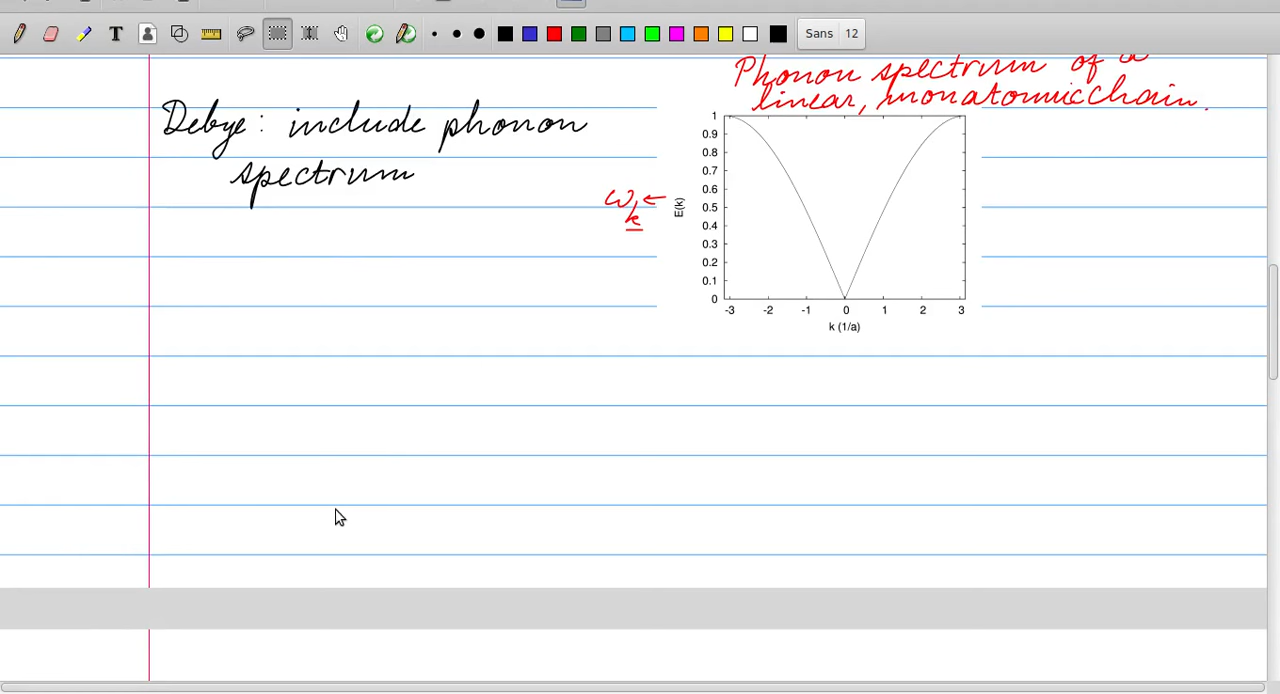 Sans 12
Phonon spectrum of a
linear, monatomic chain.
Debye: include phonon
spectrum
ω_k ←
E(k)
1
0.9
0.8
0.7
0.6
0.5
0.4
0.3
0.2
0.1
0
-3 -2 -1 0 1 2 3
k (1/a)